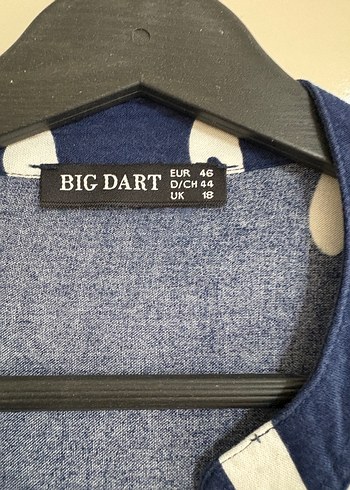 BIG DART
EUR 46
D/CH 44
UK 18